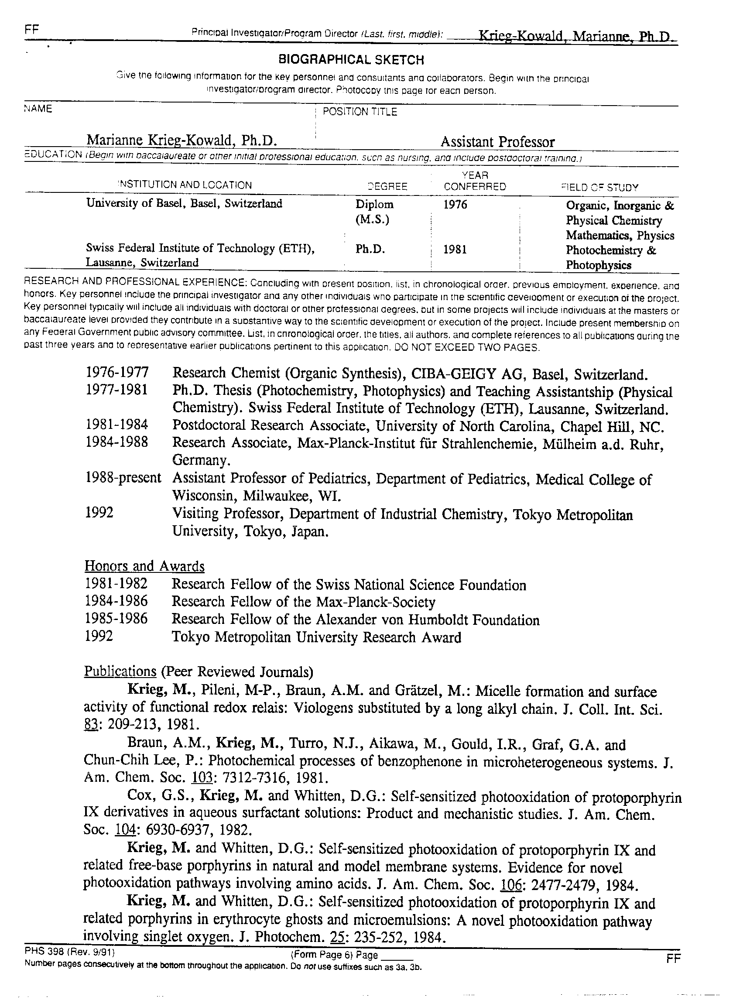 FF
Principal Investigator/Program Director (Last, first, middle): Krieg-Kowald, Marianne, Ph.D.
BIOGRAPHICAL SKETCH
Give the following information for the key personnel and consultants and collaborators. Begin with the principal
investigator/program director. Photocopy this page for each person.
NAME POSITION TITLE
Marianne Krieg-Kowald, Ph.D. Assistant Professor
EDUCATION (Begin with baccalaureate or other initial professional education, such as nursing, and include postdoctoral training.)
INSTITUTION AND LOCATION DEGREE YEAR CONFERRED FIELD OF STUDY
University of Basel, Basel, Switzerland Diplom 1976 Organic, Inorganic &
(M.S.) Physical Chemistry
Mathematics, Physics
Swiss Federal Institute of Technology (ETH), Ph.D. 1981 Photochemistry &
Lausanne, Switzerland Photophysics
RESEARCH AND PROFESSIONAL EXPERIENCE: Concluding with present position, list, in chronological order, previous employment, experience, and
honors. Key personnel include the principal investigator and any other individuals who participate in the scientific development or execution of the project.
Key personnel typically will include all individuals with doctoral or other professional degrees, but in some projects will include individuals at the masters or
baccalaureate level provided they contribute in a substantive way to the scientific development or execution of the project. Include present membership on
any Federal Government public advisory committee. List, in chronological order, the titles, all authors, and complete references to all publications during the
past three years and to representative earlier publications pertinent to this application. DO NOT EXCEED TWO PAGES.
1976-1977 Research Chemist (Organic Synthesis), CIBA-GEIGY AG, Basel, Switzerland.
1977-1981 Ph.D. Thesis (Photochemistry, Photophysics) and Teaching Assistantship (Physical
Chemistry). Swiss Federal Institute of Technology (ETH), Lausanne, Switzerland.
1981-1984 Postdoctoral Research Associate, University of North Carolina, Chapel Hill, NC.
1984-1988 Research Associate, Max-Planck-Institut für Strahlenchemie, Mülheim a.d. Ruhr,
Germany.
1988-present Assistant Professor of Pediatrics, Department of Pediatrics, Medical College of
Wisconsin, Milwaukee, WI.
1992 Visiting Professor, Department of Industrial Chemistry, Tokyo Metropolitan
University, Tokyo, Japan.
Honors and Awards
1981-1982 Research Fellow of the Swiss National Science Foundation
1984-1986 Research Fellow of the Max-Planck-Society
1985-1986 Research Fellow of the Alexander von Humboldt Foundation
1992 Tokyo Metropolitan University Research Award
Publications (Peer Reviewed Journals)
Krieg, M., Pileni, M-P., Braun, A.M. and Grätzel, M.: Micelle formation and surface
activity of functional redox relais: Viologens substituted by a long alkyl chain. J. Coll. Int. Sci.
83: 209-213, 1981.
Braun, A.M., Krieg, M., Turro, N.J., Aikawa, M., Gould, I.R., Graf, G.A. and
Chun-Chih Lee, P.: Photochemical processes of benzophenone in microheterogeneous systems. J.
Am. Chem. Soc. 103: 7312-7316, 1981.
Cox, G.S., Krieg, M. and Whitten, D.G.: Self-sensitized photooxidation of protoporphyrin
IX derivatives in aqueous surfactant solutions: Product and mechanistic studies. J. Am. Chem.
Soc. 104: 6930-6937, 1982.
Krieg, M. and Whitten, D.G.: Self-sensitized photooxidation of protoporphyrin IX and
related free-base porphyrins in natural and model membrane systems. Evidence for novel
photooxidation pathways involving amino acids. J. Am. Chem. Soc. 106: 2477-2479, 1984.
Krieg, M. and Whitten, D.G.: Self-sensitized photooxidation of protoporphyrin IX and
related porphyrins in erythrocyte ghosts and microemulsions: A novel photooxidation pathway
involving singlet oxygen. J. Photochem. 25: 235-252, 1984.
PHS 398 (Rev. 9/91) (Form Page 6) Page FF
Number pages consecutively at the bottom throughout the application. Do not use suffixes such as 3a, 3b.